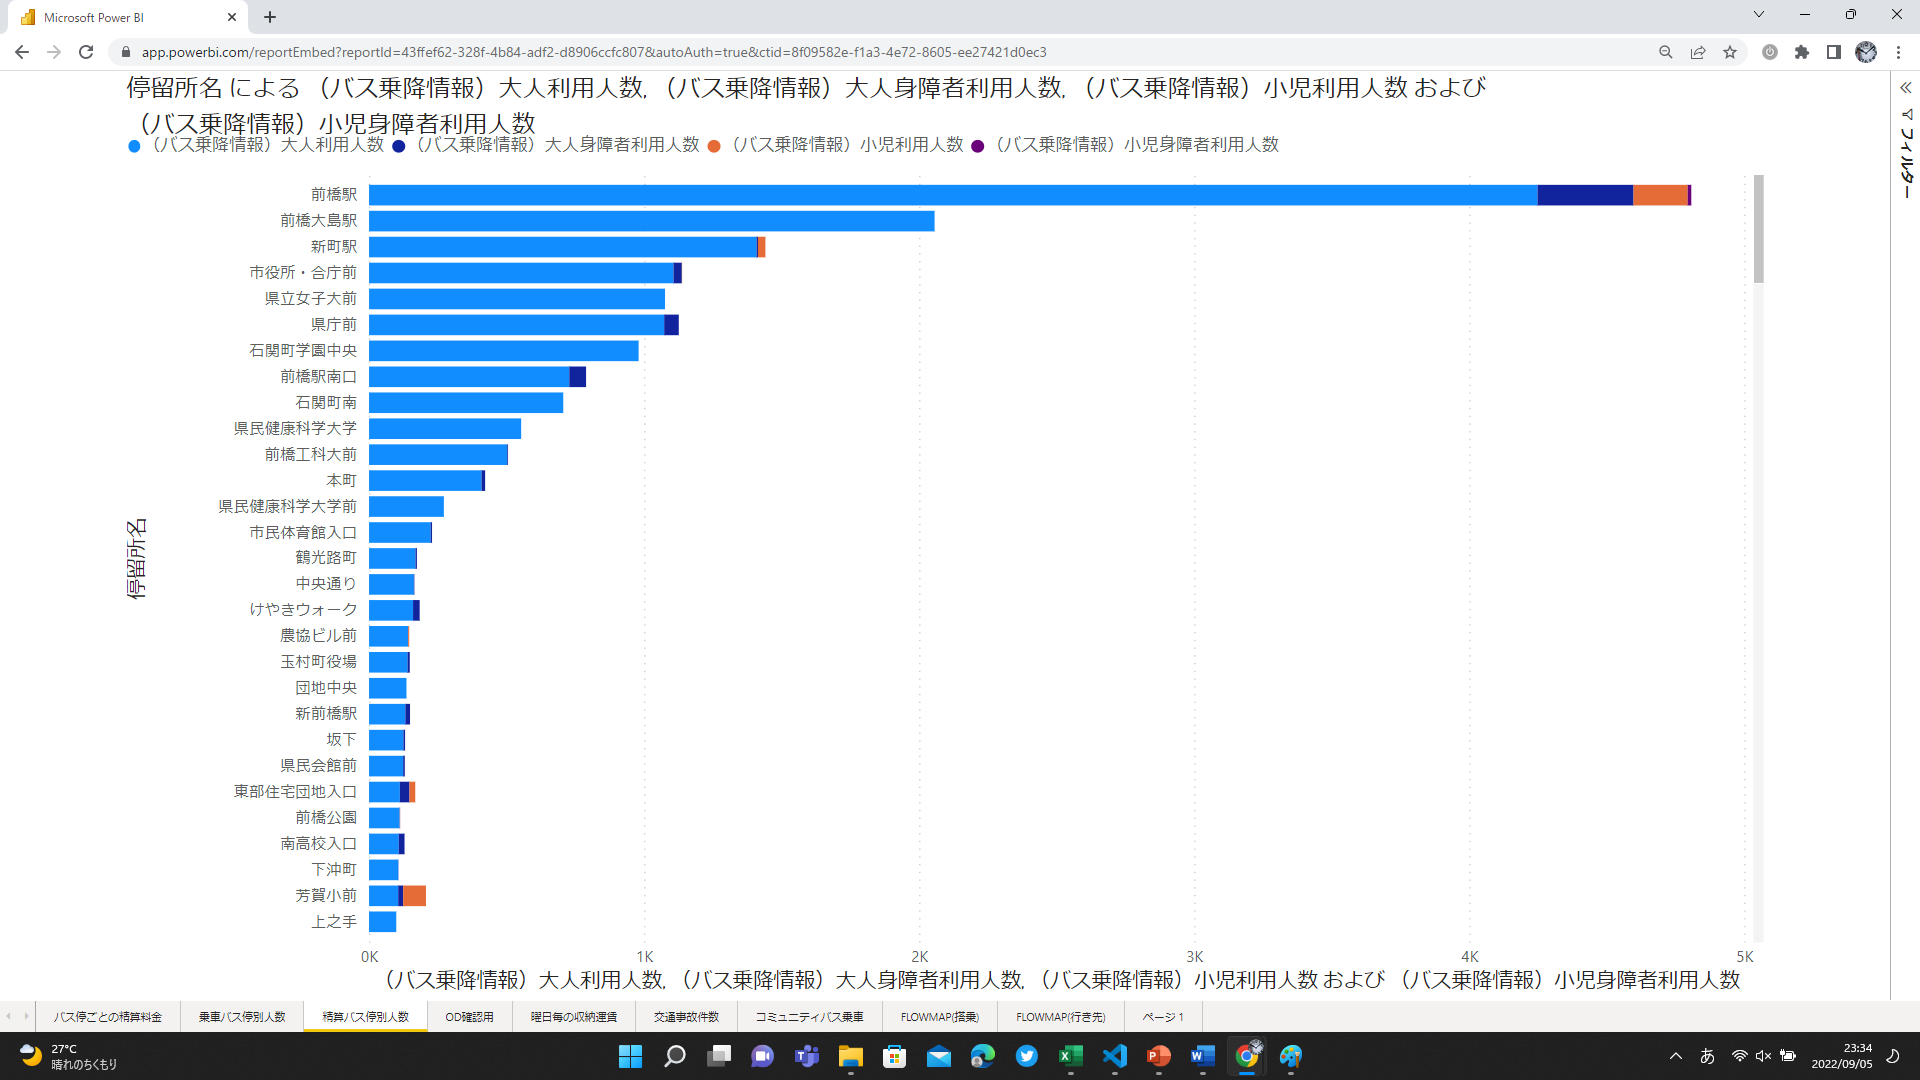 Microsoft Power BI
app.powerbi.com/reportEmbed?reportId=43ffef62-328f-4b84-adf2-d8906ccfc807&autoAuth=true&ctid=8f09582e-f1a3-4e72-8605-ee27421d0ec3
停留所名 による （バス乗降情報）大人利用人数, （バス乗降情報）大人身障者利用人数, （バス乗降情報）小児利用人数 および
（バス乗降情報）小児身障者利用人数
（バス乗降情報）大人利用人数 （バス乗降情報）大人身障者利用人数 （バス乗降情報）小児利用人数 （バス乗降情報）小児身障者利用人数
フィルター
停留所名
前橋駅
前橋大島駅
新町駅
市役所・合庁前
県立女子大前
県庁前
石関町学園中央
前橋駅南口
石関町南
県民健康科学大学
前橋工科大前
本町
県民健康科学大学前
市民体育館入口
鶴光路町
中央通り
けやきウォーク
農協ビル前
玉村町役場
団地中央
新前橋駅
坂下
県民会館前
東部住宅団地入口
前橋公園
南高校入口
下沖町
芳賀小前
上之手
0K 1K 2K 3K 4K 5K
（バス乗降情報）大人利用人数, （バス乗降情報）大人身障者利用人数, （バス乗降情報）小児利用人数 および （バス乗降情報）小児身障者利用人数
バス停ごとの精算料金 乗車バス停別人数 精算バス停別人数 OD確認用 曜日毎の収納運賃 交通事故件数 コミュニティバス乗車 FLOWMAP(搭乗) FLOWMAP(行き先) ページ 1
27°C
晴れのちくもり
あ
23:34
2022/09/05